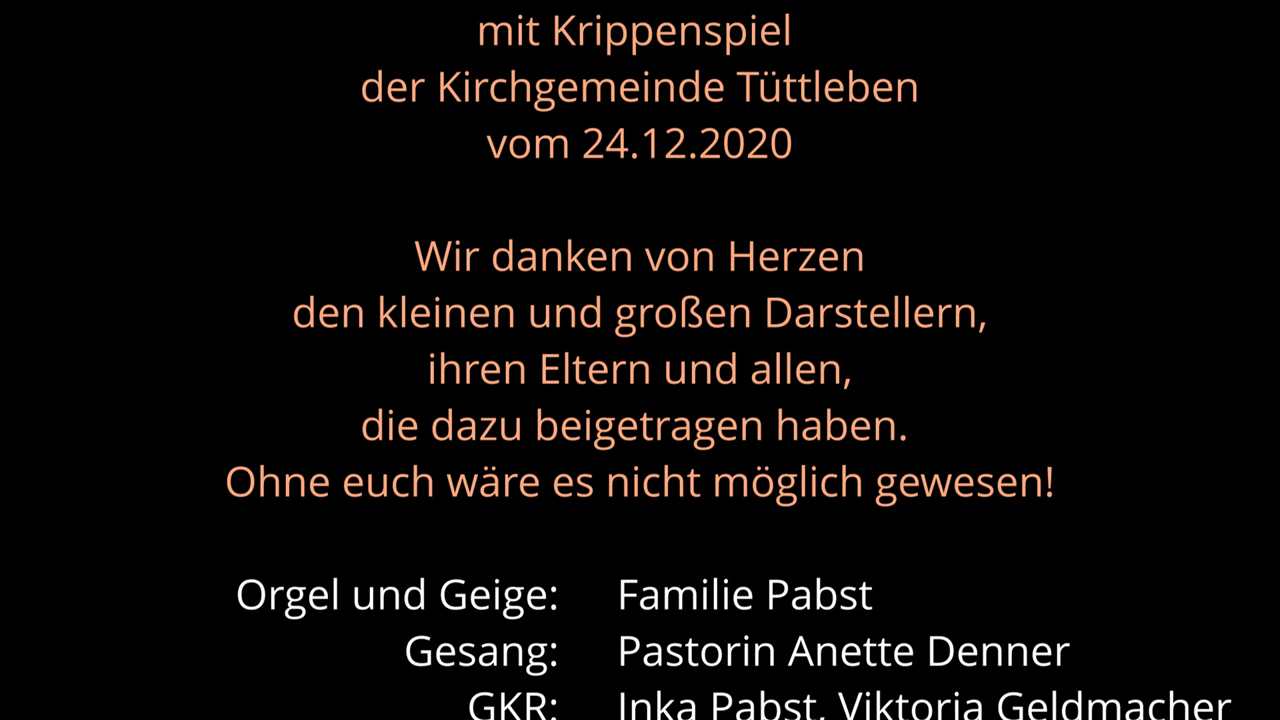 mit Krippenspiel
der Kirchgemeinde Tüttleben
vom 24.12.2020
Wir danken von Herzen
den kleinen und großen Darstellern,
ihren Eltern und allen,
die dazu beigetragen haben.
Ohne euch wäre es nicht möglich gewesen!
Orgel und Geige: Familie Pabst
Gesang: Pastorin Anette Denner
GKR: Inka Pabst, Viktoria Geldmacher